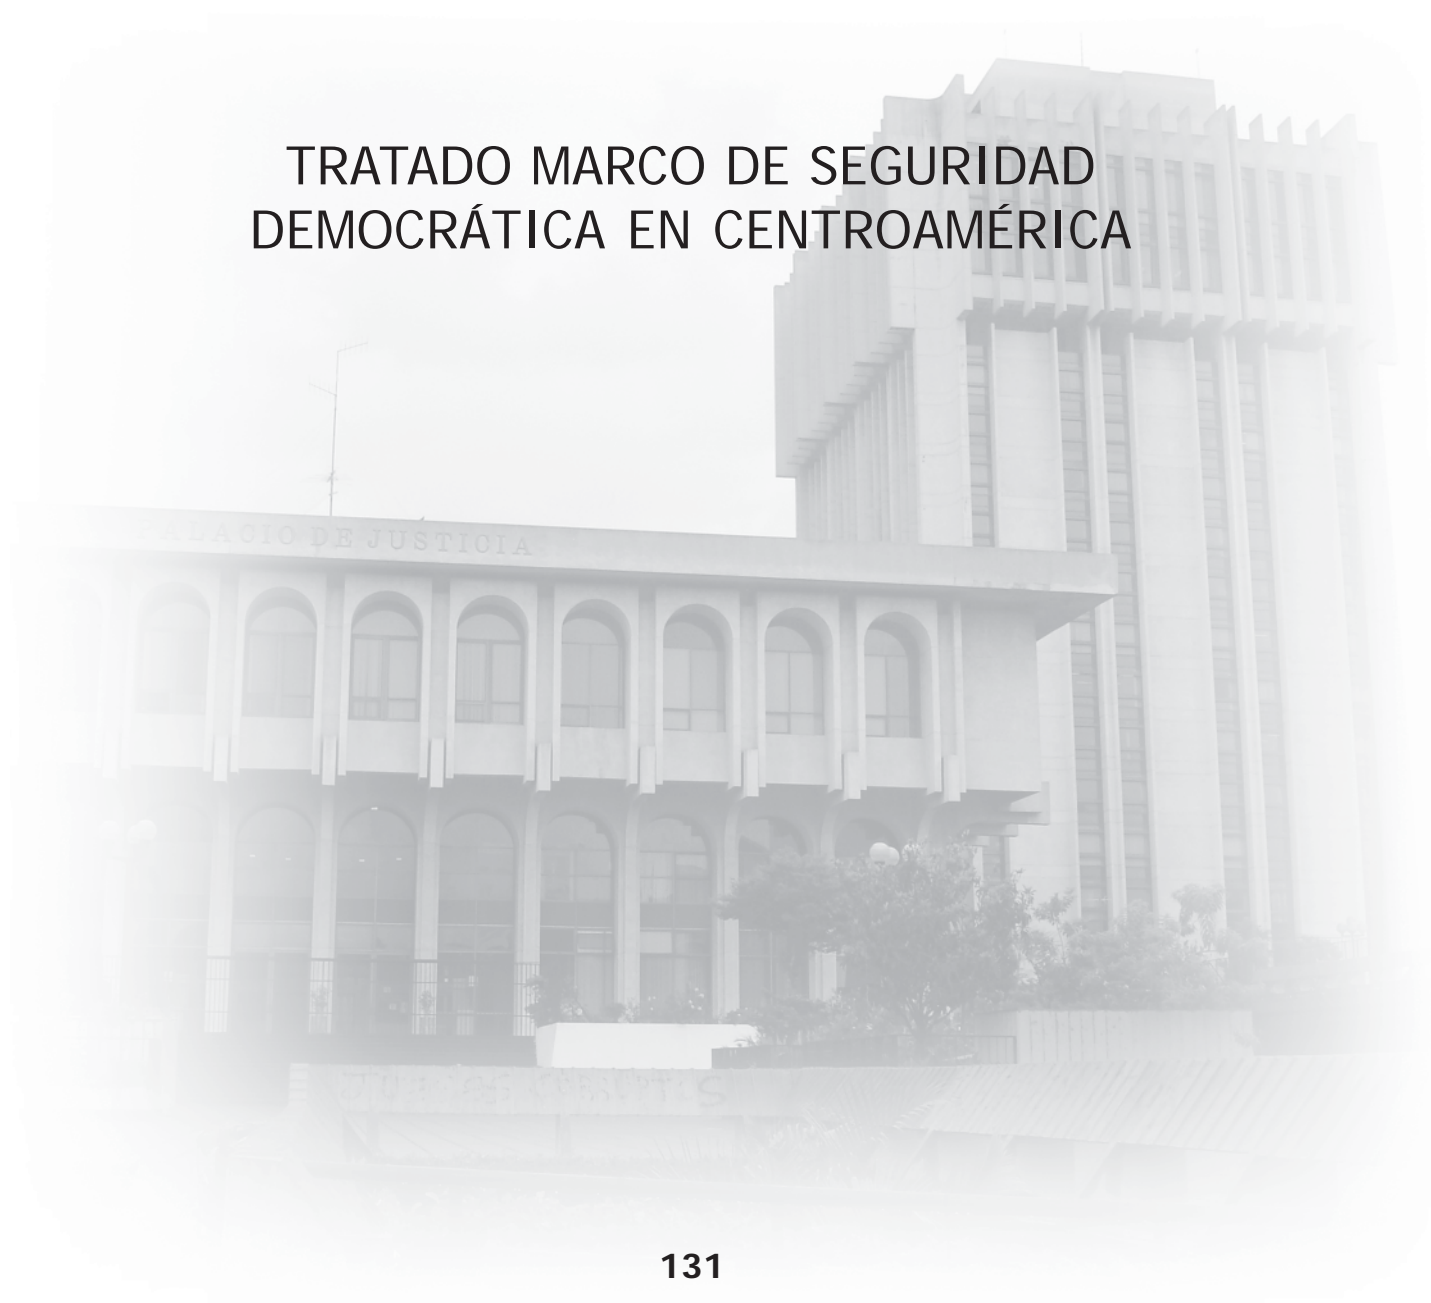 TRATADO MARCO DE SEGURIDAD
DEMOCRÁTICA EN CENTROAMÉRICA
PALACIO DE JUSTICIA
131